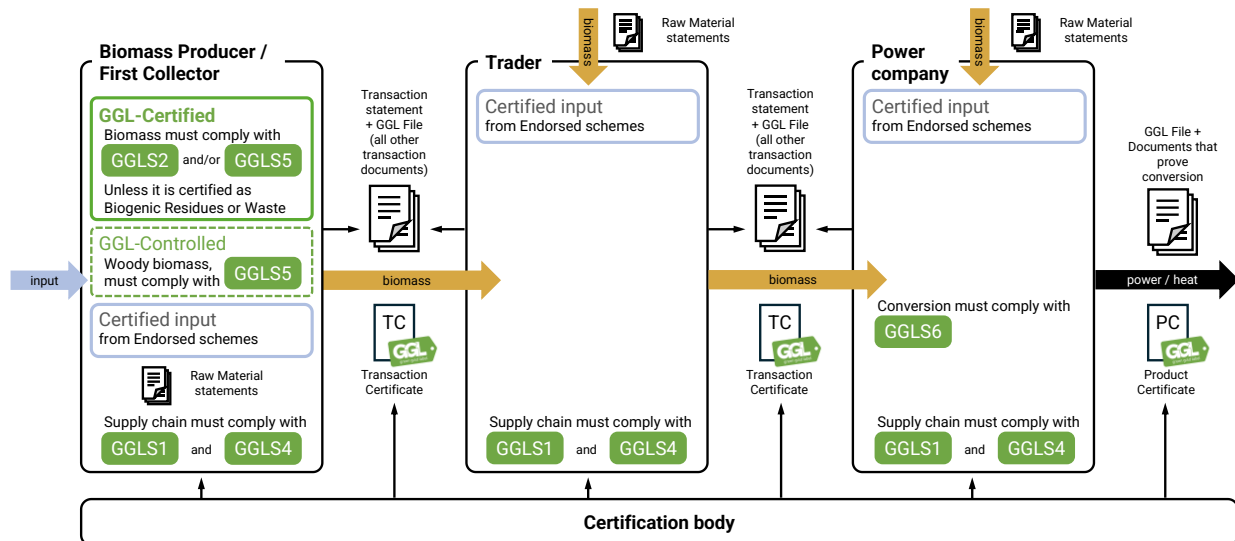 Biomass Producer /
First Collector
GGL-Certified
Biomass must comply with
GGLS2 and/or GGLS5
Unless it is certified as
Biogenic Residues or Waste
GGL-Controlled
Woody biomass,
must comply with GGLS5
input
Certified input
from Endorsed schemes
Raw Material
statements
Supply chain must comply with
GGLS1 and GGLS4
Transaction
statement
+ GGL File
(all other
transaction
documents)
biomass
TC
GGL
Transaction
Certificate
biomass
Raw Material
statements
Trader
Certified input
from Endorsed schemes
Supply chain must comply with
GGLS1 and GGLS4
Transaction
statement
+ GGL File
(all other
transaction
documents)
biomass
TC
GGL
Transaction
Certificate
biomass
Raw Material
statements
Power
company
Certified input
from Endorsed schemes
Conversion must comply with
GGLS6
Supply chain must comply with
GGLS1 and GGLS4
GGL File +
Documents that
prove
conversion
power / heat
PC
GGL
Product
Certificate
Certification body